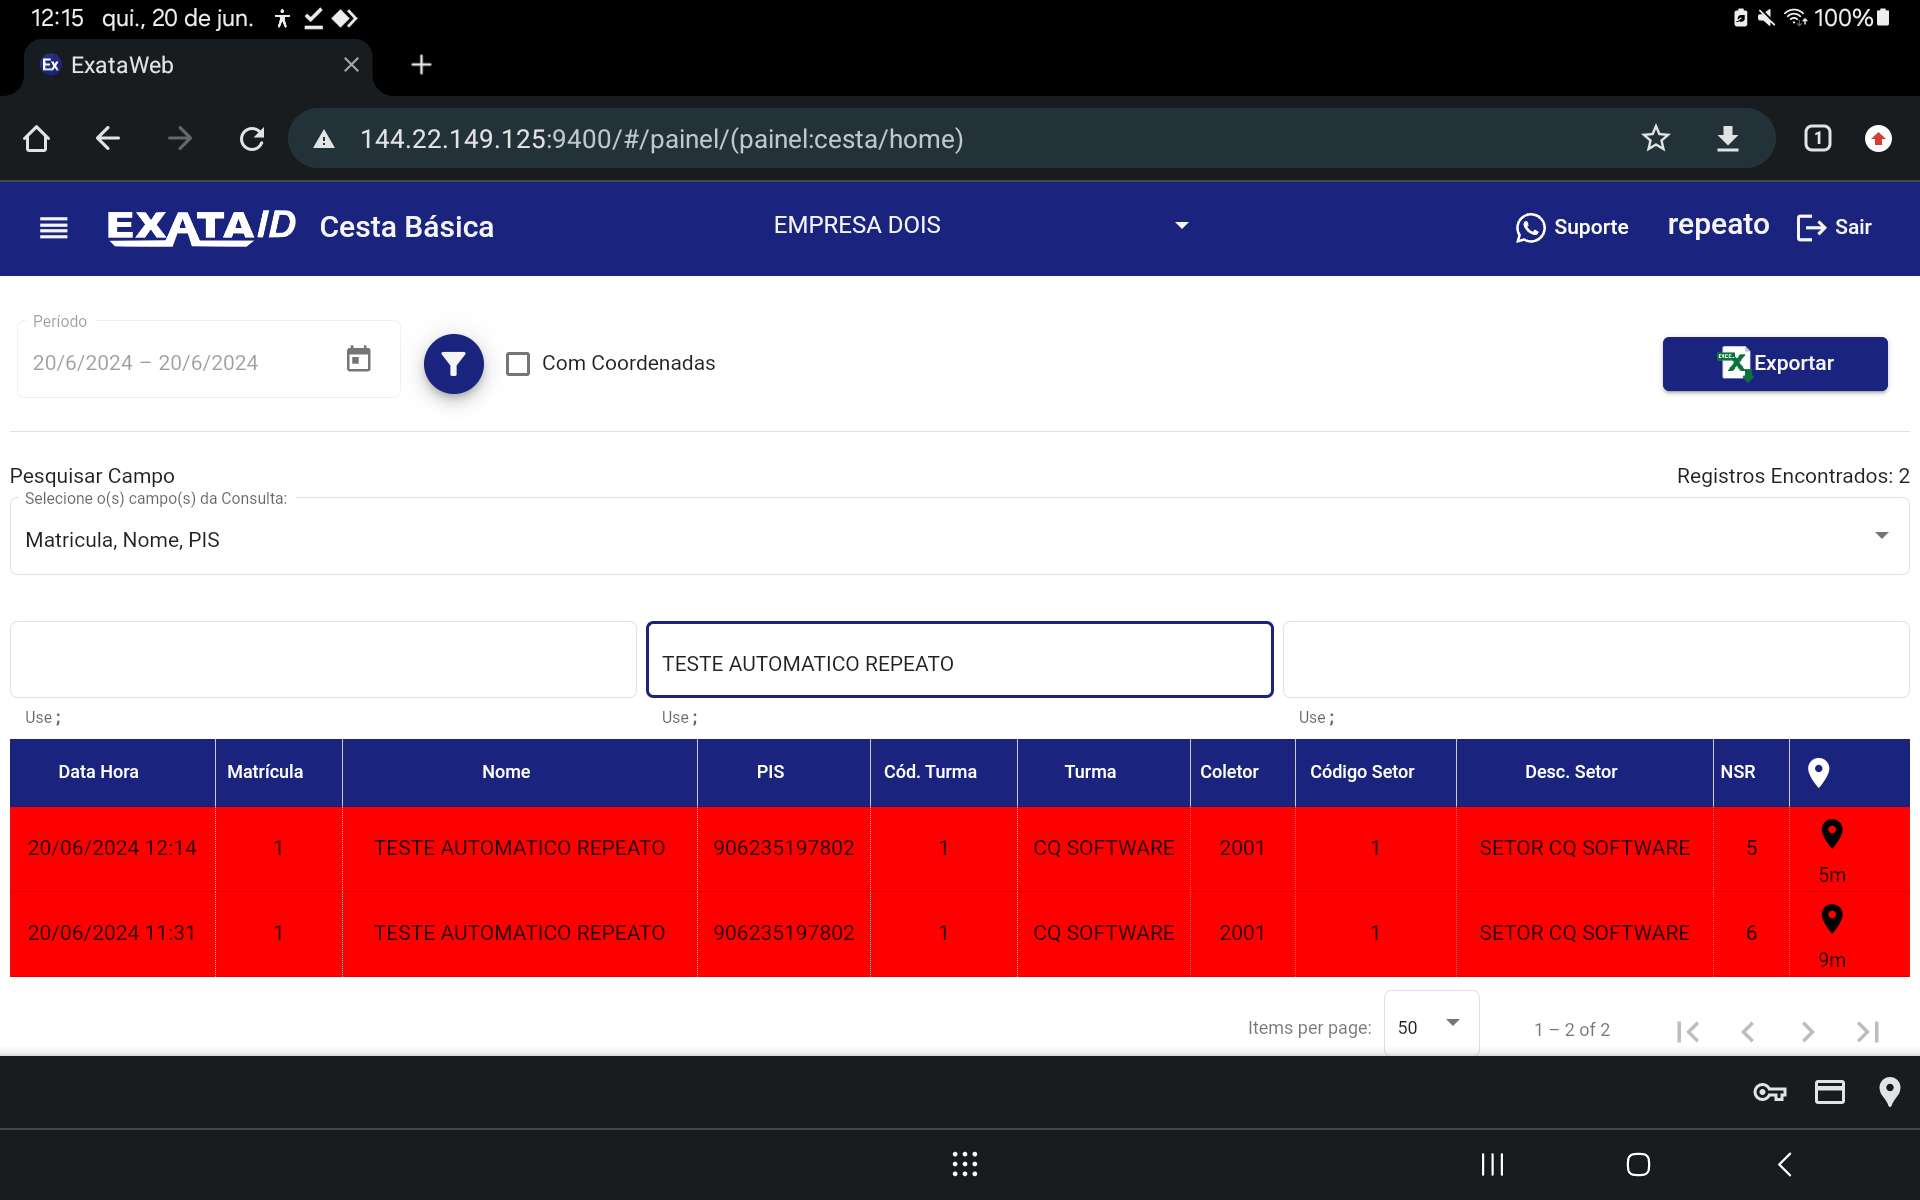 12:15 qui., 20 de jun. 100%
Ex ExataWeb
144.22.149.125:9400/#/painel/(painel:cesta/home) 1
EXATA ID Cesta Básica EMPRESA DOIS Suporte repeato Sair
Período
20/6/2024 – 20/6/2024 Com Coordenadas Exportar
Pesquisar Campo Registros Encontrados: 2
Selecione o(s) campo(s) da Consulta:
Matricula, Nome, PIS
TESTE AUTOMATICO REPEATO
Use ; Use ; Use ;
Data Hora Matrícula Nome PIS Cód. Turma Turma Coletor Código Setor Desc. Setor NSR
20/06/2024 12:14 1 TESTE AUTOMATICO REPEATO 906235197802 1 CQ SOFTWARE 2001 1 SETOR CQ SOFTWARE 5 5m
20/06/2024 11:31 1 TESTE AUTOMATICO REPEATO 906235197802 1 CQ SOFTWARE 2001 1 SETOR CQ SOFTWARE 6 9m
Items per page: 50 1 – 2 of 2